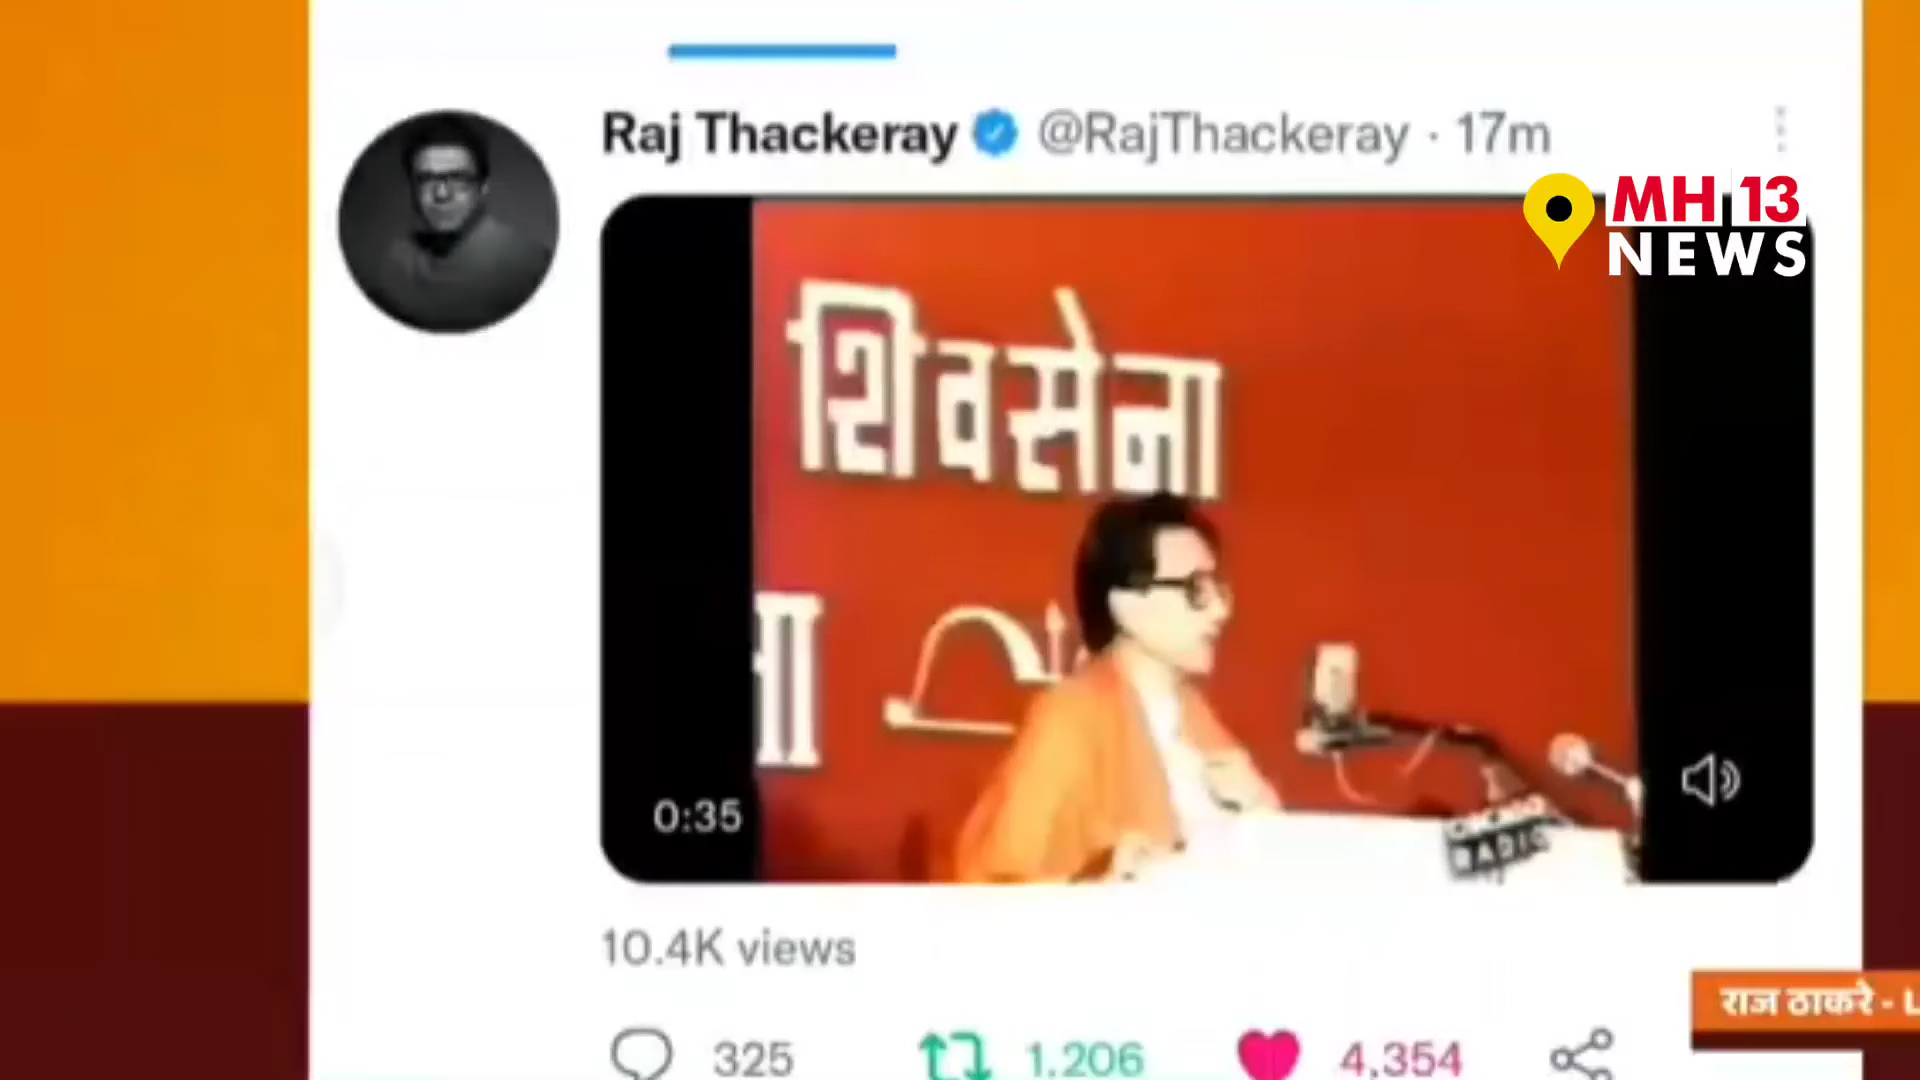 Raj Thackeray @RajThackeray · 17m
MH 13
NEWS
शिवसेना
ना
0:35
RADIO
10.4K views
राज ठाकरे - L
325 1,206 4,354